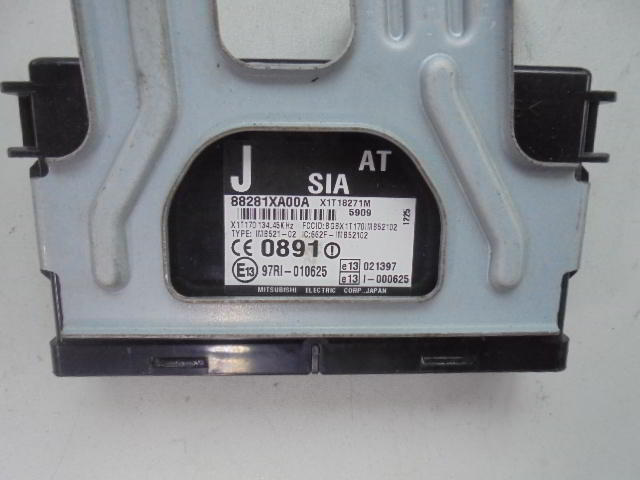 J AT
SIA
88281XA00A X1T18271M
5909
1225
X1T170 134.45KHz FCCID:BGBX1T170IMB52102
TYPE: IMB521-02 IC:662F-IMB52102
CE 0891
E13 97RI-010625
e13 021397
e13 I-000625
MITSUBISHI ELECTRIC CORP.JAPAN